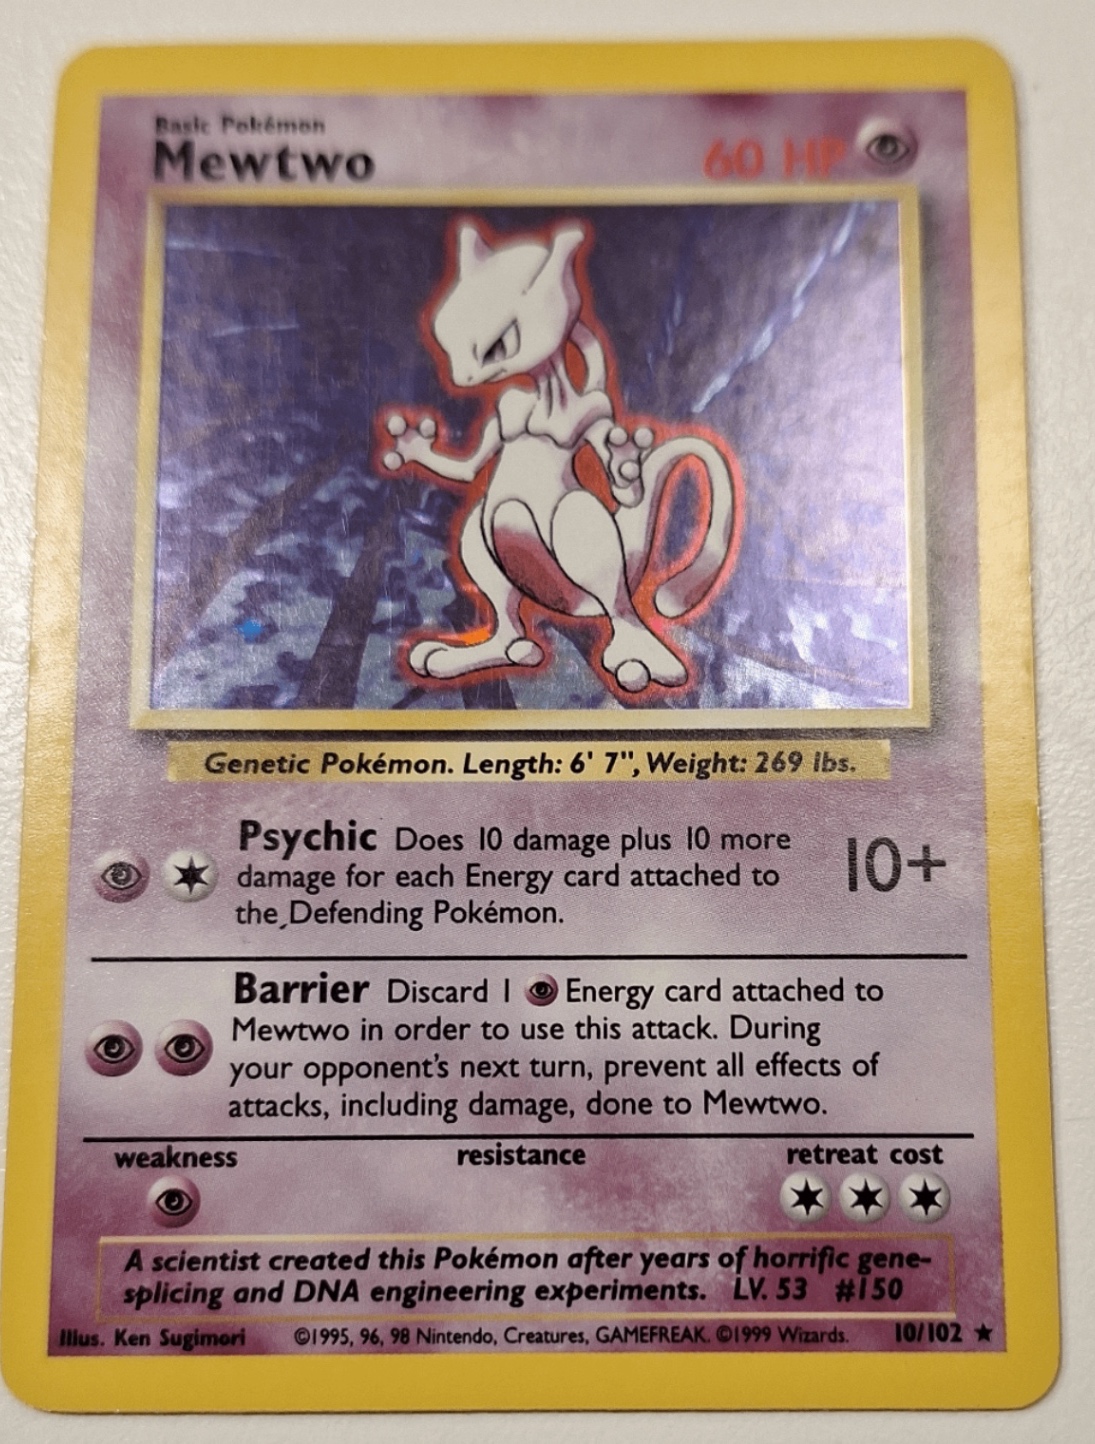 Basic Pokémon
Mewtwo 60 HP
Genetic Pokémon. Length: 6' 7", Weight: 269 lbs.
Psychic Does 10 damage plus 10 more
damage for each Energy card attached to
the Defending Pokémon.
10+
Barrier Discard 1 Energy card attached to
Mewtwo in order to use this attack. During
your opponent's next turn, prevent all effects of
attacks, including damage, done to Mewtwo.
weakness resistance retreat cost
A scientist created this Pokémon after years of horrific gene-
splicing and DNA engineering experiments. LV. 53 #150
Illus. Ken Sugimori ©1995, 96, 98 Nintendo, Creatures, GAMEFREAK. ©1999 Wizards. 10/102 ★